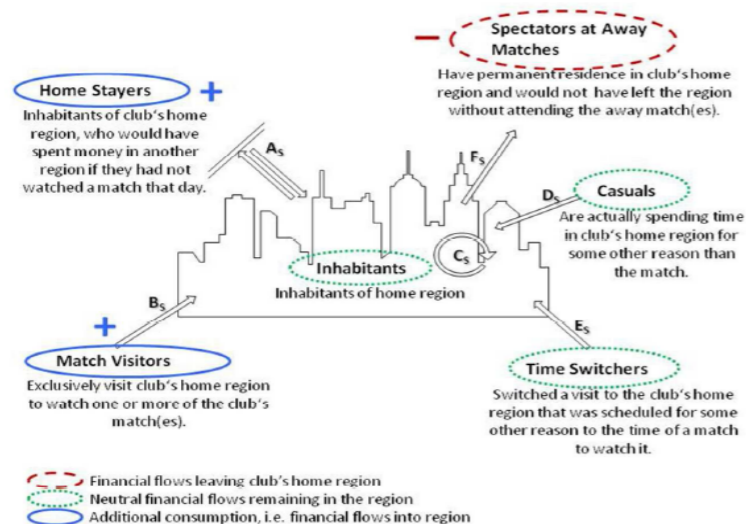 Spectators at Away
Matches
Have permanent residence in club's home
region and would not have left the region
without attending the away match(es).
Home Stayers
Inhabitants of club's home
region, who would have
spent money in another
region if they had not
watched a match that day.
A_S
F_S
D_S
Casuals
Are actually spending time
in club's home region for
some other reason than
the match.
C_S
Inhabitants
Inhabitants of home region
B_S
E_S
Match Visitors
Exclusively visit club's home region
to watch one or more of the club's
match(es).
Time Switchers
Switched a visit to the club's home
region that was scheduled for some
other reason to the time of a match
to watch it.
Financial flows leaving club's home region
Neutral financial flows remaining in the region
Additional consumption, i.e. financial flows into region